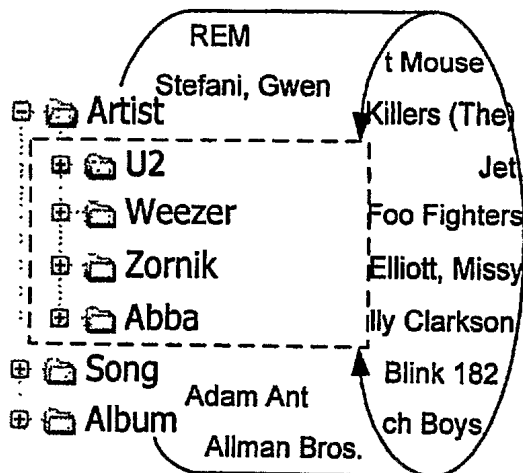 REM
t Mouse
Stefani, Gwen
Artist
Killers (The)
U2
Jet
Weezer
Foo Fighters
Zornik
Elliott, Missy
Abba
lly Clarkson
Song
Blink 182
Adam Ant
Album
ch Boys
Allman Bros.